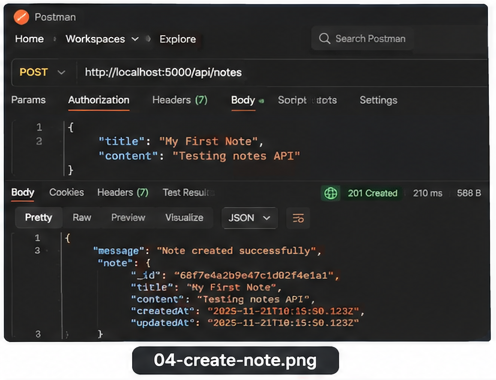 Postman
Home Workspaces Explore Search Postman
POST http://localhost:5000/api/notes
Params Authorization Headers (7) Body Script Settings
1 {
3 "title": "My First Note",
"content": "Testing notes API"
}
Body Cookies Headers (7) Test Resul 201 Created 210 ms 586 B
Pretty Raw Preview Visualize JSON
1 {
3 "message": "Note created successfully",
"note": {
"_id": "68f7e4a2b9e47c1d02f4e1a1",
"title": "My First Note",
"content": "Testing notes API",
"createdAt": "2025-11-21T10:15:50.123Z",
"updatedAt": "2025-11-21T10:15:50.123Z
3 }
04-create-note.png